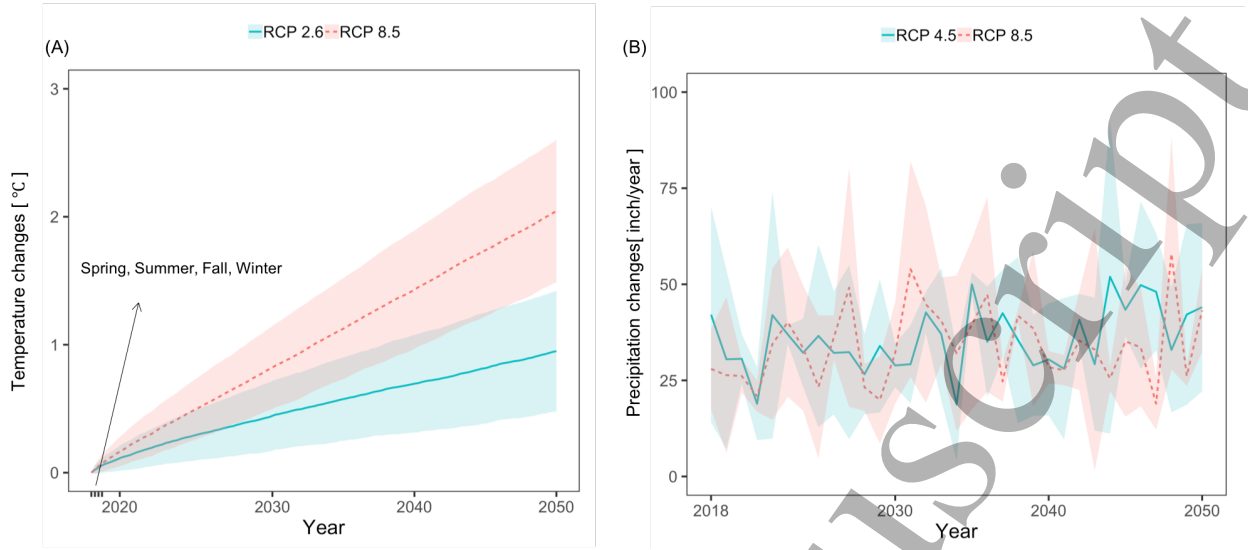 RCP 2.6 RCP 8.5
(A)
3
2
1
0
Temperature changes [ °C ]
Spring, Summer, Fall, Winter
2020 2030 2040 2050
Year
RCP 4.5 RCP 8.5
(B)
100
75
50
25
0
Precipitation changes[ inch/year ]
2018 2030 2040 2050
Year
uscript